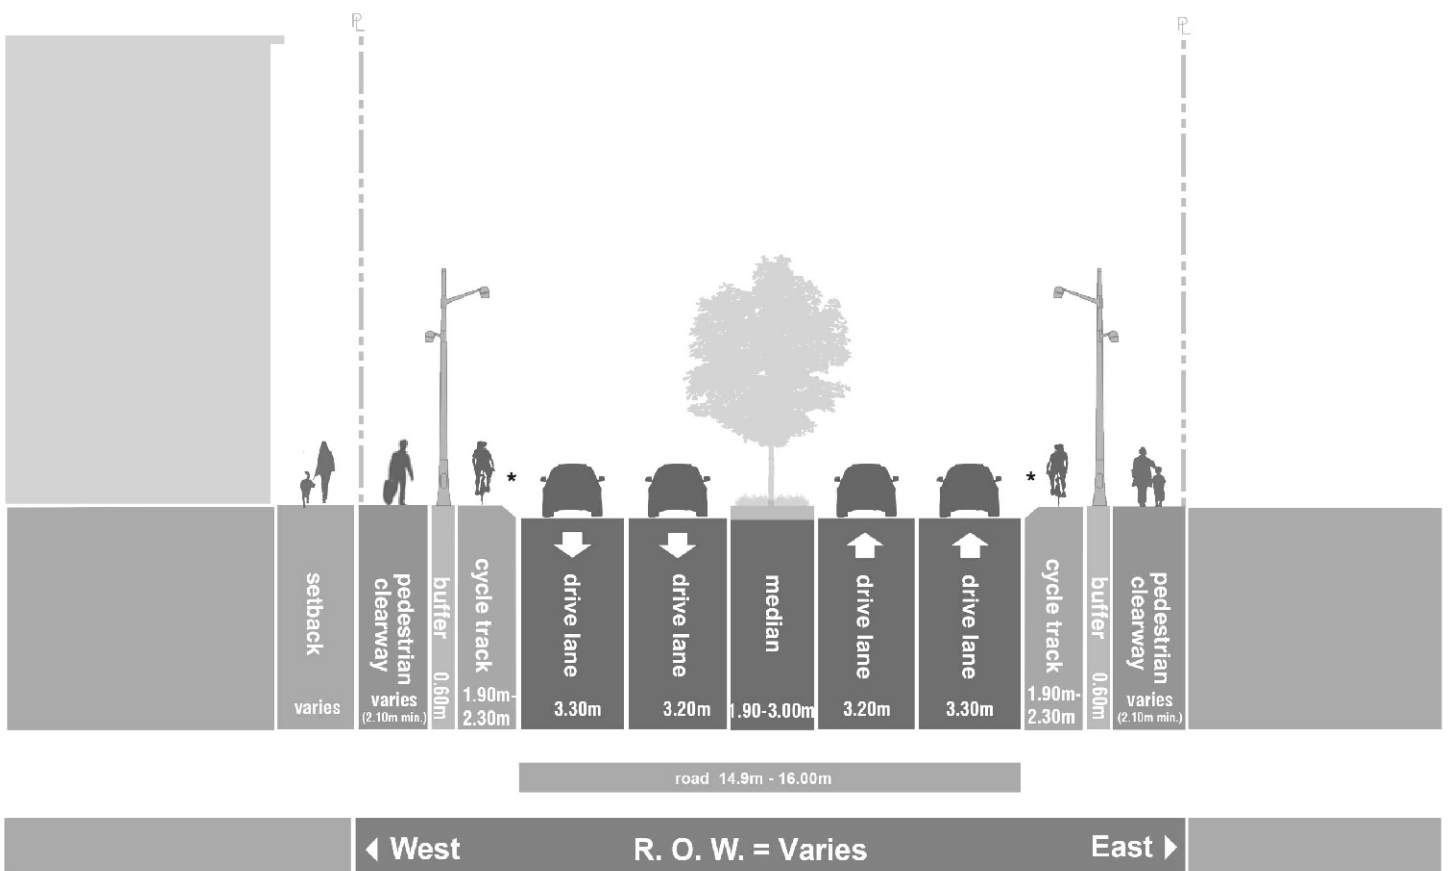 PL
PL
*
*
setback
varies
pedestrian
clearway
varies
(2.10m min.)
buffer 0.60m
cycle track
1.90m-
2.30m
drive lane
3.30m
drive lane
3.20m
median
1.90-3.00m
drive lane
3.20m
drive lane
3.30m
cycle track
1.90m-
2.30m
buffer 0.60m
pedestrian
clearway
varies
(2.10m min.)
road 14.9m - 16.00m
West
R. O. W. = Varies
East